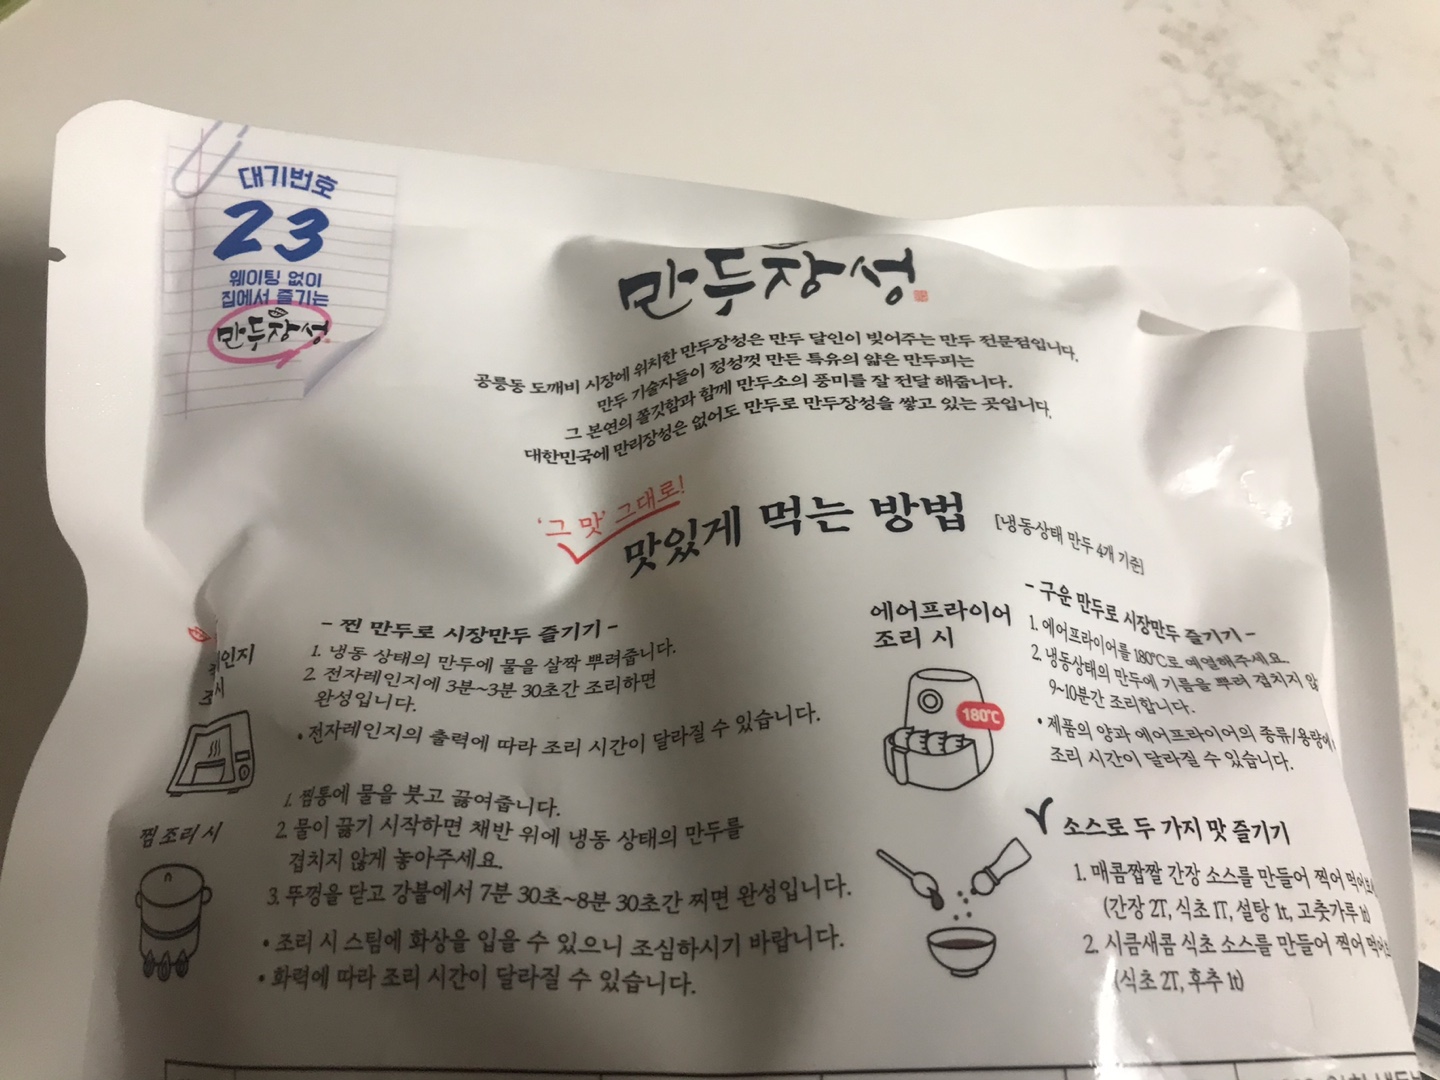 대기번호
23
웨이팅 없이
집에서 즐기는
만두장성
만두장성
공릉동 도깨비 시장에 위치한 만두장성은 만두 달인이 빚어주는 만두 전문점입니다.
만두 기술자들이 정성껏 만든 특유의 얇은 만두피는
그 본연의 쫄깃함과 함께 만두소의 풍미를 잘 전달 해줍니다.
대한민국에 만리장성은 없어도 만두로 만두장성을 쌓고 있는 곳입니다.
'그 맛' 그대로!
맛있게 먹는 방법 [냉동상태 만두 4개 기준]
- 찐 만두로 시장만두 즐기기 -
1. 냉동 상태의 만두에 물을 살짝 뿌려줍니다.
2. 전자레인지에 3분~3분 30초간 조리하면
완성입니다.
• 전자레인지의 출력에 따라 조리 시간이 달라질 수 있습니다.
찜 조리 시
1. 찜통에 물을 붓고 끓여줍니다.
2. 물이 끓기 시작하면 채반 위에 냉동 상태의 만두를
겹치지 않게 놓아주세요.
3. 뚜껑을 닫고 강불에서 7분 30초~8분 30초간 찌면 완성입니다.
• 조리 시 스팀에 화상을 입을 수 있으니 조심하시기 바랍니다.
• 화력에 따라 조리 시간이 달라질 수 있습니다.
에어프라이어
조리 시
180℃
- 구운 만두로 시장만두 즐기기 -
1. 에어프라이어를 180℃로 예열해주세요.
2. 냉동상태의 만두에 기름을 뿌려 겹치지 않
9~10분간 조리합니다.
• 제품의 양과 에어프라이어의 종류/용량에
조리 시간이 달라질 수 있습니다.
소스로 두 가지 맛 즐기기
1. 매콤짭짤 간장 소스를 만들어 찍어 먹어보
(간장 2T, 식초 1T, 설탕 1t, 고춧가루 1t)
2. 시큼새콤 식초 소스를 만들어 찍어 먹어
(식초 2T, 후추 1t)